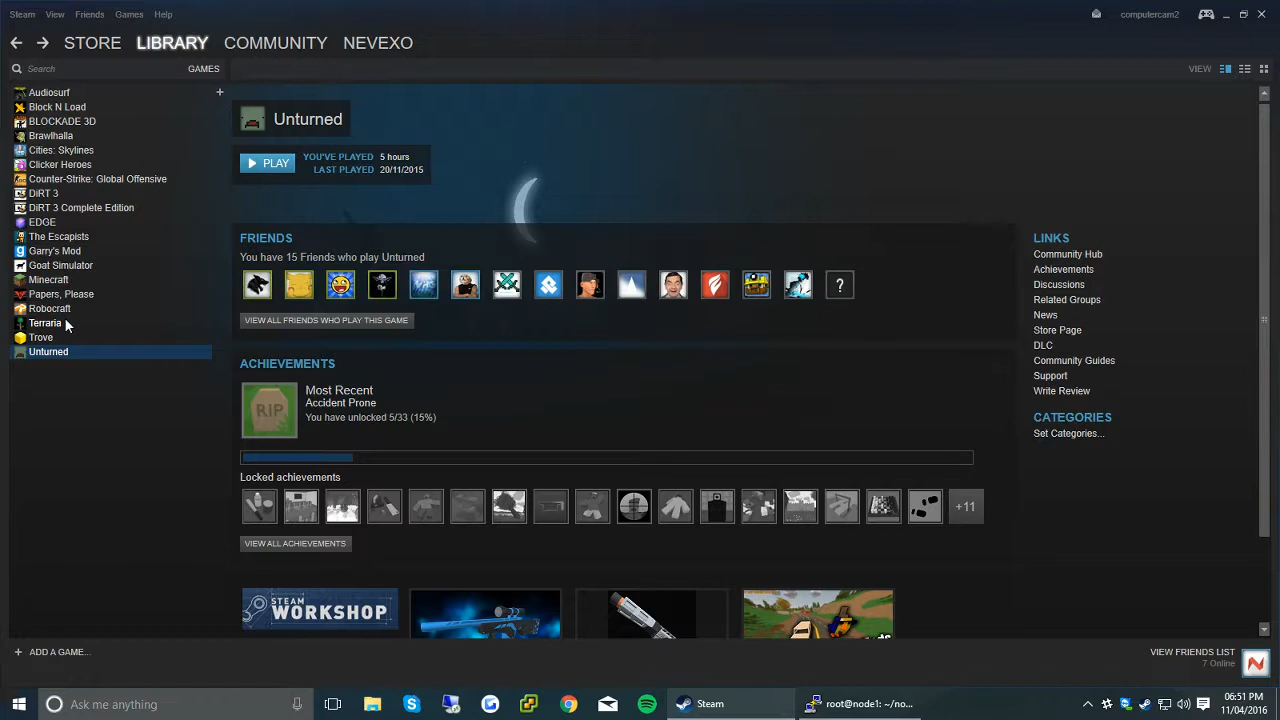 Steam View Friends Games Help computercam2
STORE LIBRARY COMMUNITY NEVEXO
Search GAMES VIEW
Audiosurf
Block N Load
BLOCKADE 3D
Brawlhalla
Cities: Skylines
Clicker Heroes
Counter-Strike: Global Offensive
DiRT 3
DiRT 3 Complete Edition
EDGE
The Escapists
Garry's Mod
Goat Simulator
Minecraft
Papers, Please
Robocraft
Terraria
Trove
Unturned
+
Unturned
PLAY
YOU'VE PLAYED 5 hours
LAST PLAYED 20/11/2015
FRIENDS
You have 15 Friends who play Unturned
?
VIEW ALL FRIENDS WHO PLAY THIS GAME
ACHIEVEMENTS
RIP
Most Recent
Accident Prone
You have unlocked 5/33 (15%)
Locked achievements
+11
VIEW ALL ACHIEVEMENTS
STEAM
WORKSHOP
LINKS
Community Hub
Achievements
Discussions
Related Groups
News
Store Page
DLC
Community Guides
Support
Write Review
CATEGORIES
Set Categories...
+ ADD A GAME...
VIEW FRIENDS LIST
7 Online
Ask me anything
Steam
root@node1: ~/no...
06:51 PM
11/04/2016